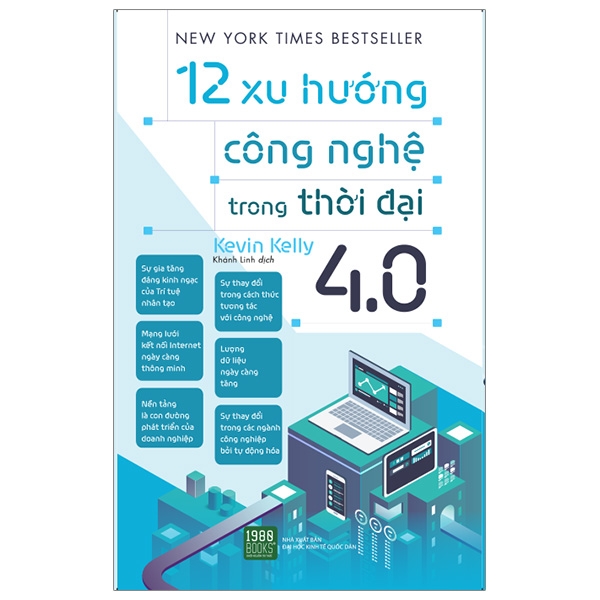 NEW YORK TIMES BESTSELLER
12 xu hướng
công nghệ
trong thời đại
4.0
Kevin Kelly
Khánh Linh dịch
Sự gia tăng
đáng kinh ngạc
của Trí tuệ
nhân tạo
Sự thay đổi
trong cách thức
tương tác
với công nghệ
Mạng lưới
kết nối Internet
ngày càng
thông minh
Lượng
dữ liệu
ngày càng
tăng
Nền tảng
là con đường
phát triển của
doanh nghiệp
Sự thay đổi
trong các ngành
công nghiệp
bởi tự động hóa
1980
BOOKS
NHÀ XUẤT BẢN
ĐẠI HỌC KINH TẾ QUỐC DÂN